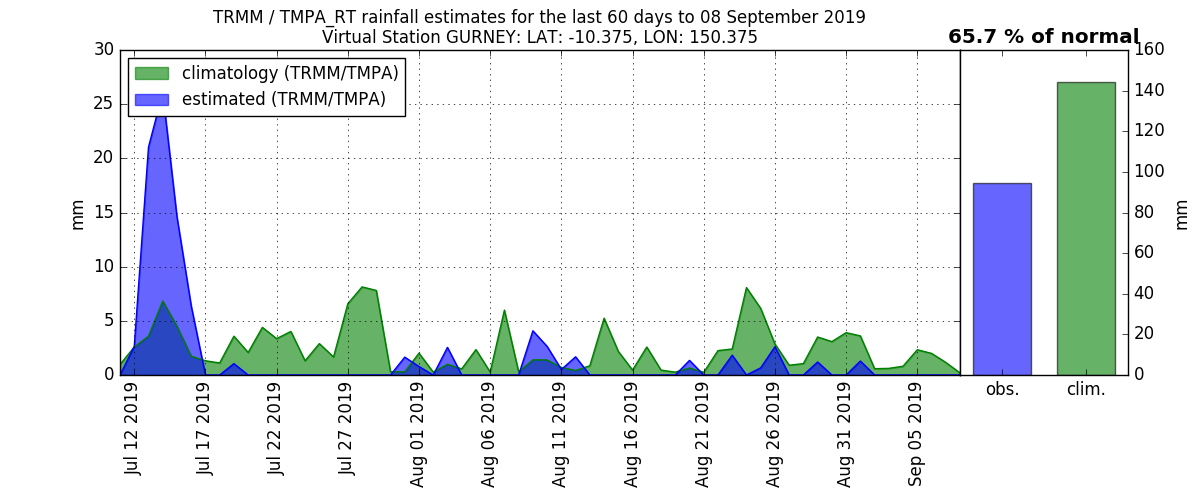 TRMM / TMPA_RT rainfall estimates for the last 60 days to 08 September 2019
Virtual Station GURNEY: LAT: -10.375, LON: 150.375
65.7 % of normal
climatology (TRMM/TMPA)
estimated (TRMM/TMPA)
mm
30
25
20
15
10
5
0
Jul 12 2019
Jul 17 2019
Jul 22 2019
Jul 27 2019
Aug 01 2019
Aug 06 2019
Aug 11 2019
Aug 16 2019
Aug 21 2019
Aug 26 2019
Aug 31 2019
Sep 05 2019
obs.
clim.
160
140
120
100
80
60
40
20
0
mm